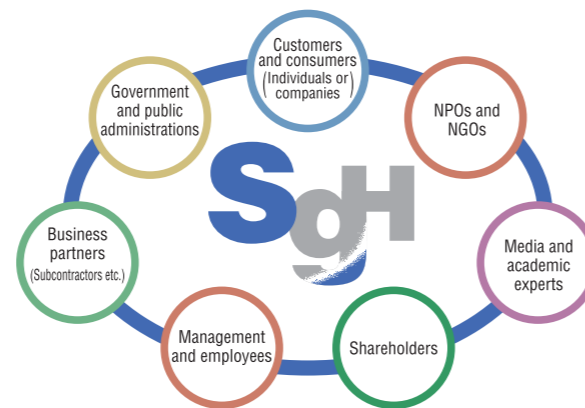 Customers
and consumers
(Individuals or
companies)
NPOs and
NGOs
Media and
academic
experts
Shareholders
Management
and employees
Business
partners
(Subcontractors etc.)
Government
and public
administrations
SgH